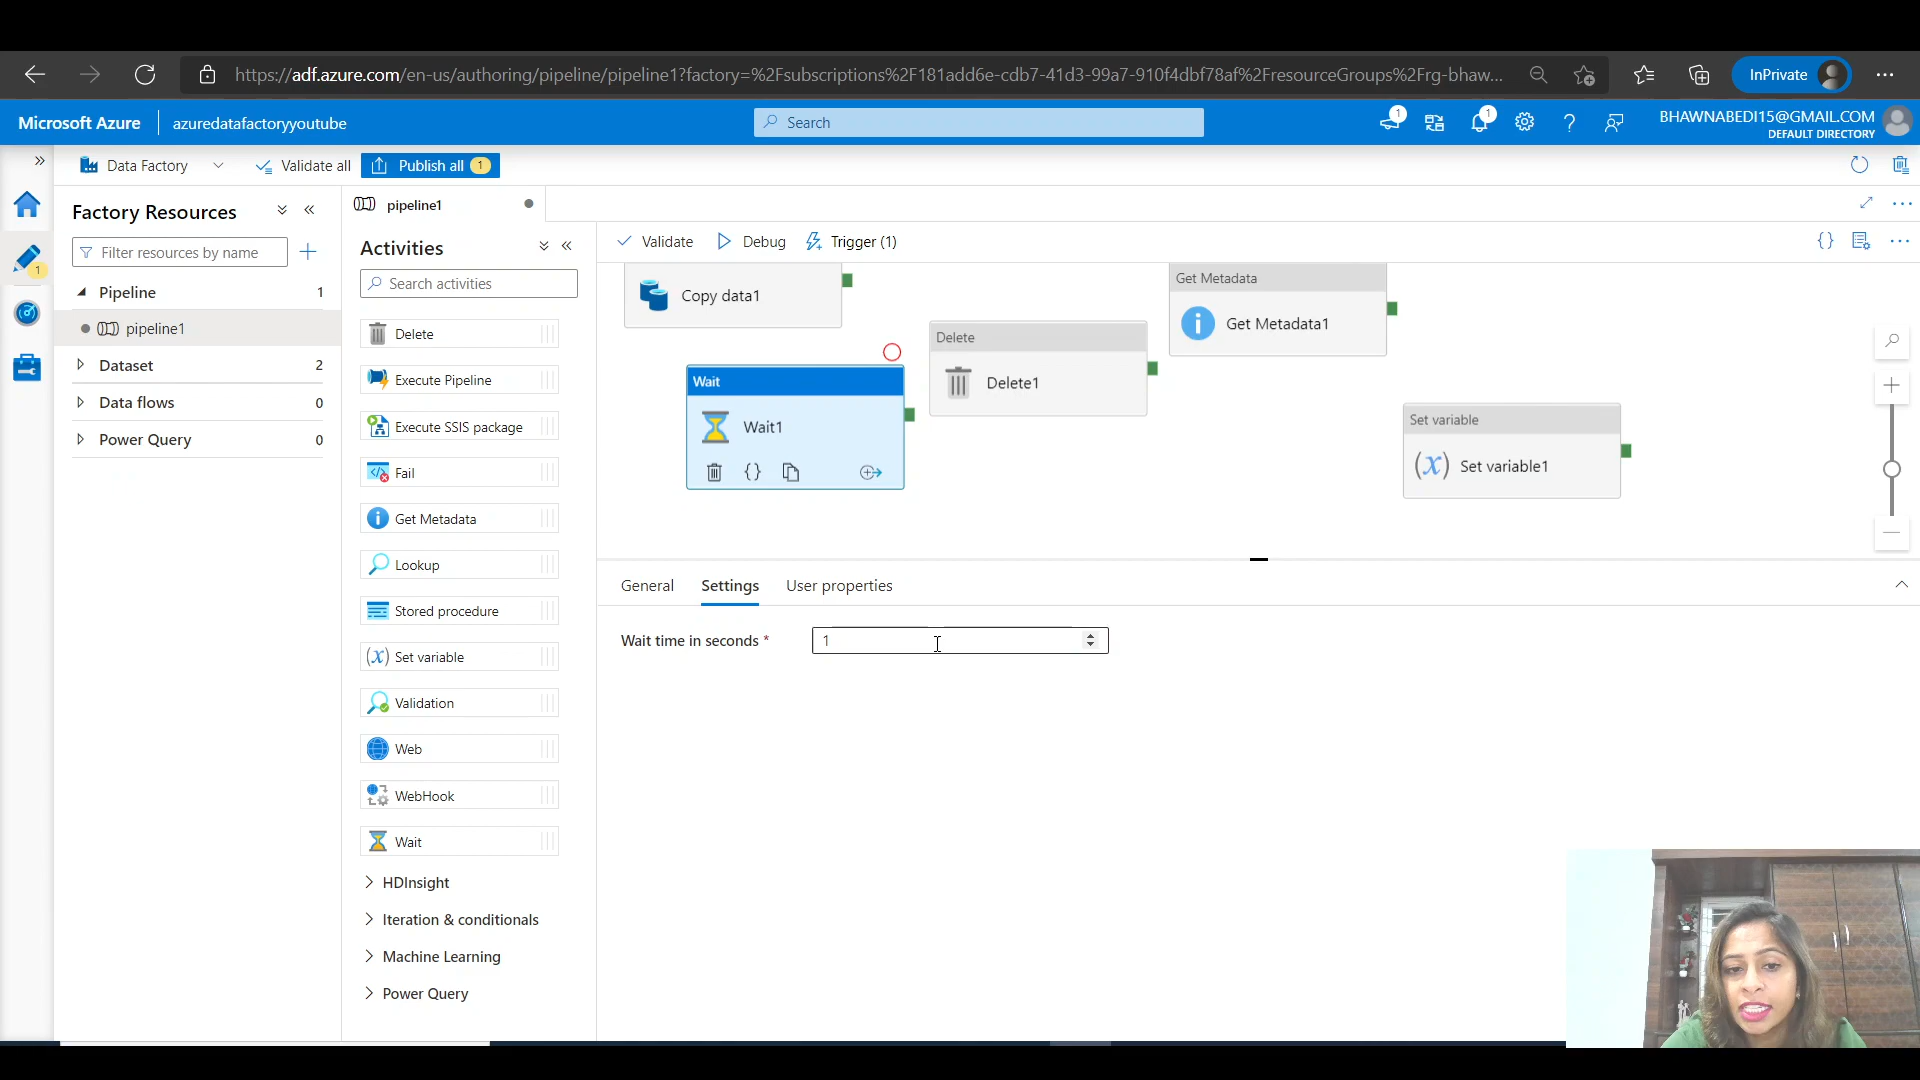 https://adf.azure.com/en-us/authoring/pipeline/pipeline1?factory=%2Fsubscriptions%2F181add6e-cdb7-41d3-99a7-910f4dbf78af%2FresourceGroups%2Frg-bhaw...
InPrivate
Microsoft Azure
azuredatafactoryyoutube
Search
1
1
BHAWNABEDI15@GMAIL.COM
DEFAULT DIRECTORY
Data Factory
Validate all
Publish all 1
Factory Resources
Filter resources by name
1
Pipeline 1
pipeline1
Dataset 2
Data flows 0
Power Query 0
pipeline1
Activities
Search activities
Delete
Execute Pipeline
Execute SSIS package
Fail
Get Metadata
Lookup
Stored procedure
(x) Set variable
Validation
Web
WebHook
Wait
HDInsight
Iteration & conditionals
Machine Learning
Power Query
Validate
Debug
Trigger (1)
{}
Copy data1
Wait
Wait1
{}
Delete
Delete1
Get Metadata
Get Metadata1
Set variable
(x) Set variable1
General
Settings
User properties
Wait time in seconds *
1